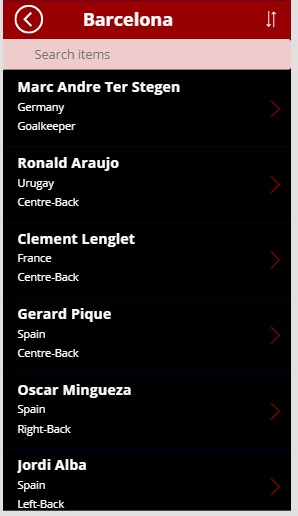 Barcelona
Search items
Marc Andre Ter Stegen
Germany
Goalkeeper
Ronald Araujo
Urugay
Centre-Back
Clement Lenglet
France
Centre-Back
Gerard Pique
Spain
Centre-Back
Oscar Mingueza
Spain
Right-Back
Jordi Alba
Spain
Left-Back